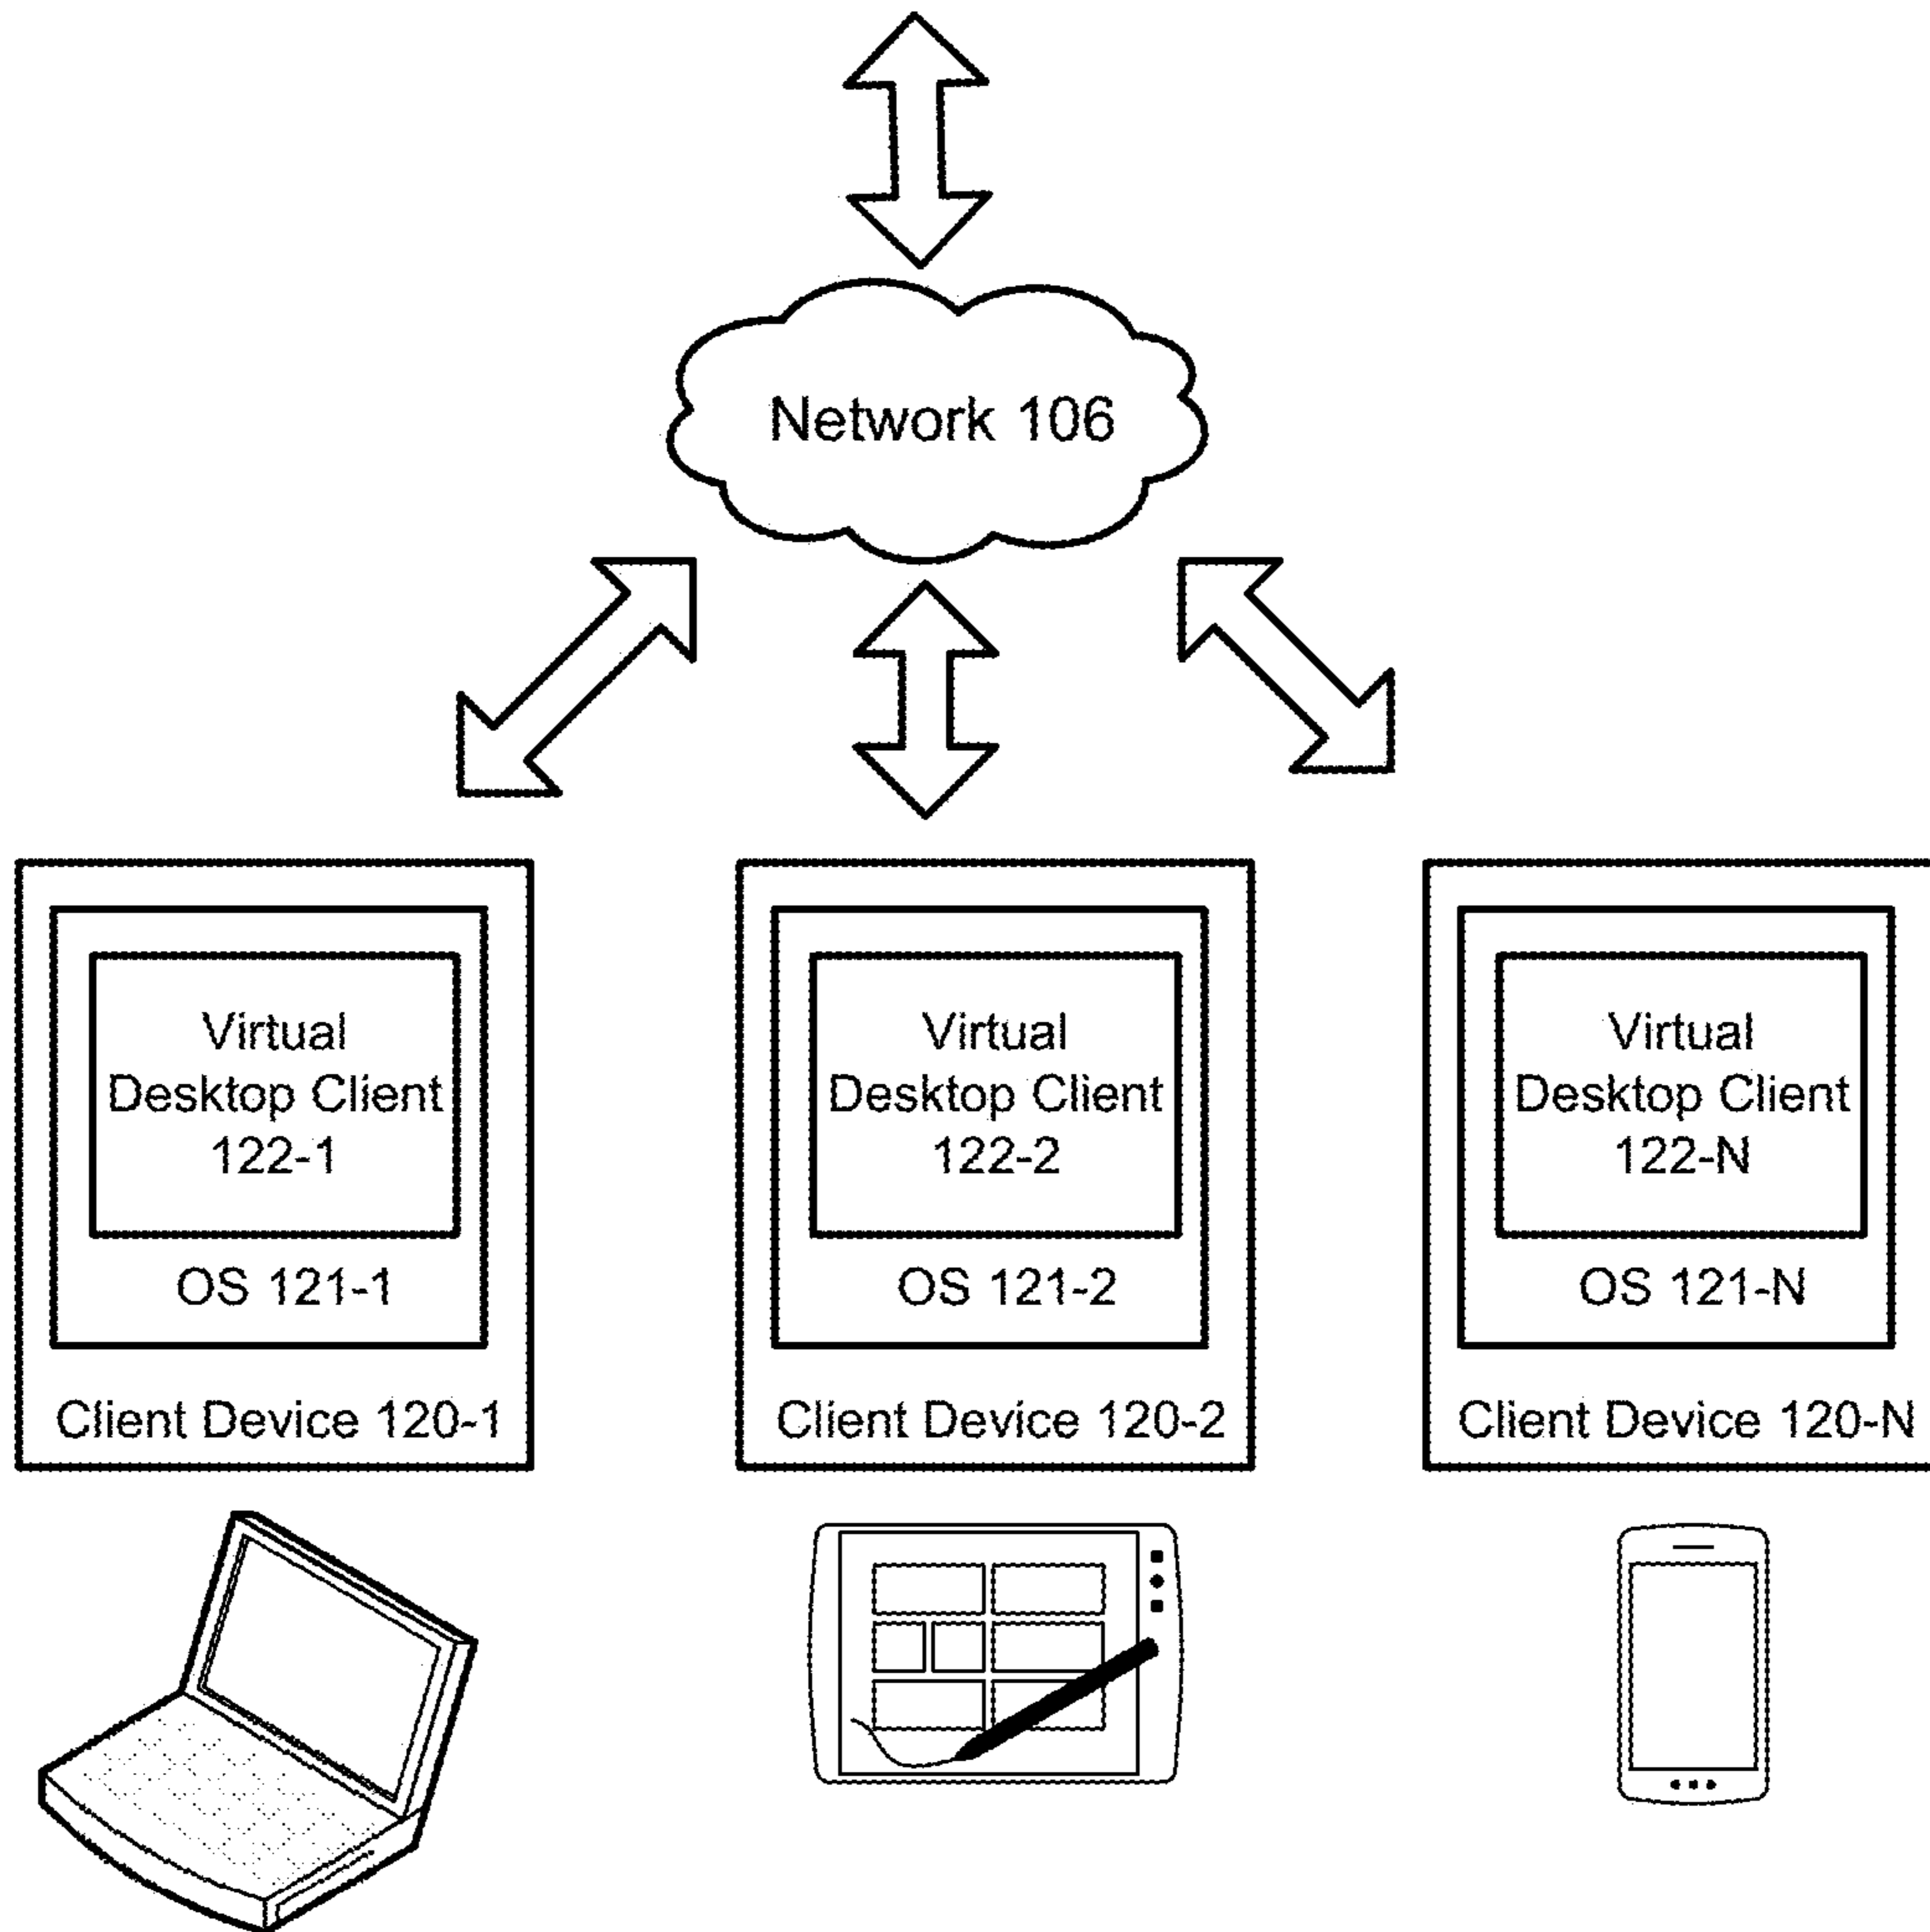 Network 106
Virtual
Desktop Client
122-1
OS 121-1
Client Device 120-1
Virtual
Desktop Client
122-2
OS 121-2
Client Device 120-2
Virtual
Desktop Client
122-N
OS 121-N
Client Device 120-N